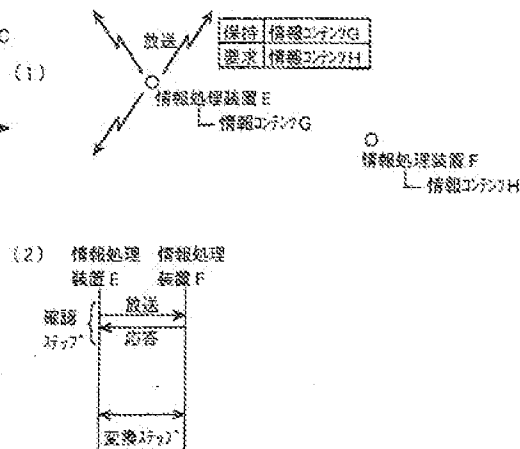 C
(1)
放送
保持 情報コンテンツG
要求 情報コンテンツH
情報処理装置E
情報コンテンツG
情報処理装置F
情報コンテンツH
(2) 情報処理 情報処理
装置E 装置F
放送
確認
ステップ
応答
変換ステップ